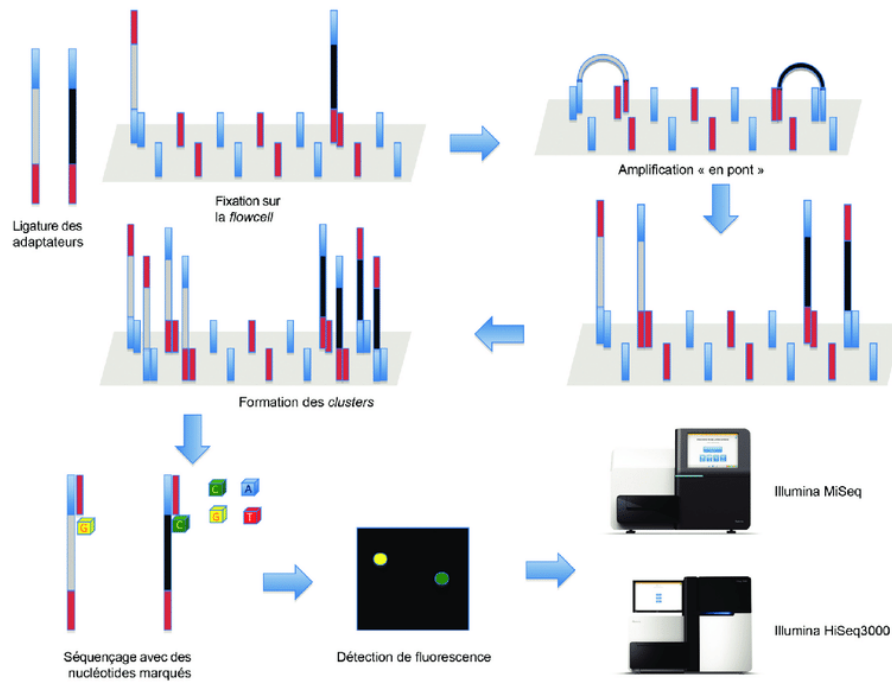 Ligature des
adaptateurs
Fixation sur
la flowcell
Amplification « en pont »
Formation des clusters
G
C
C
A
G
T
Séquençage avec des
nucléotides marqués
Détection de fluorescence
Illumina MiSeq
Illumina HiSeq3000